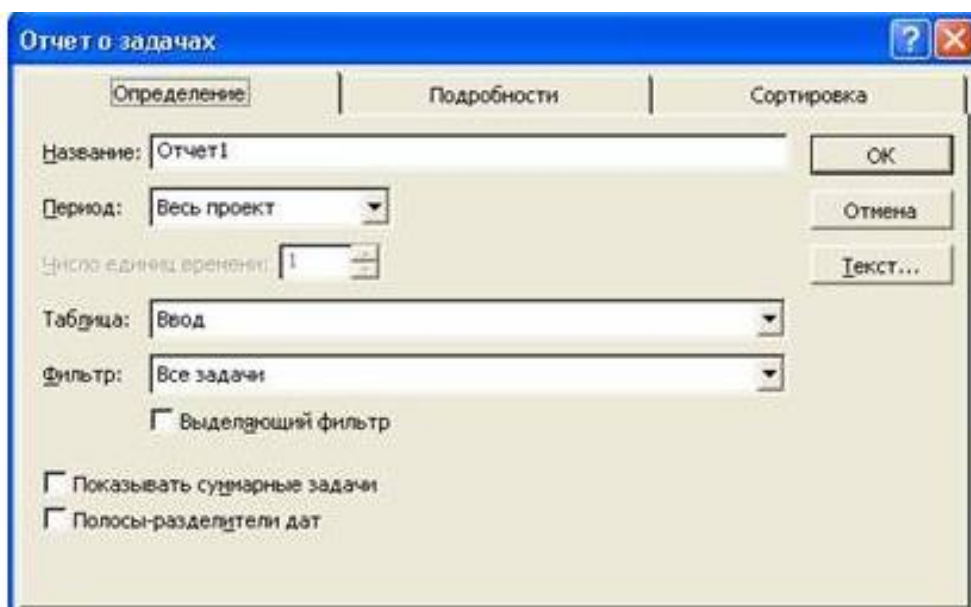 Отчет о задачах
Определение Подробности Сортировка
Название: Отчет1 ОК
Период: Весь проект Отмена
Число единиц времени: 1 Текст...
Таблица: Ввод
Фильтр: Все задачи
Выделяющий фильтр
Показывать суммарные задачи
Полосы-разделители дат